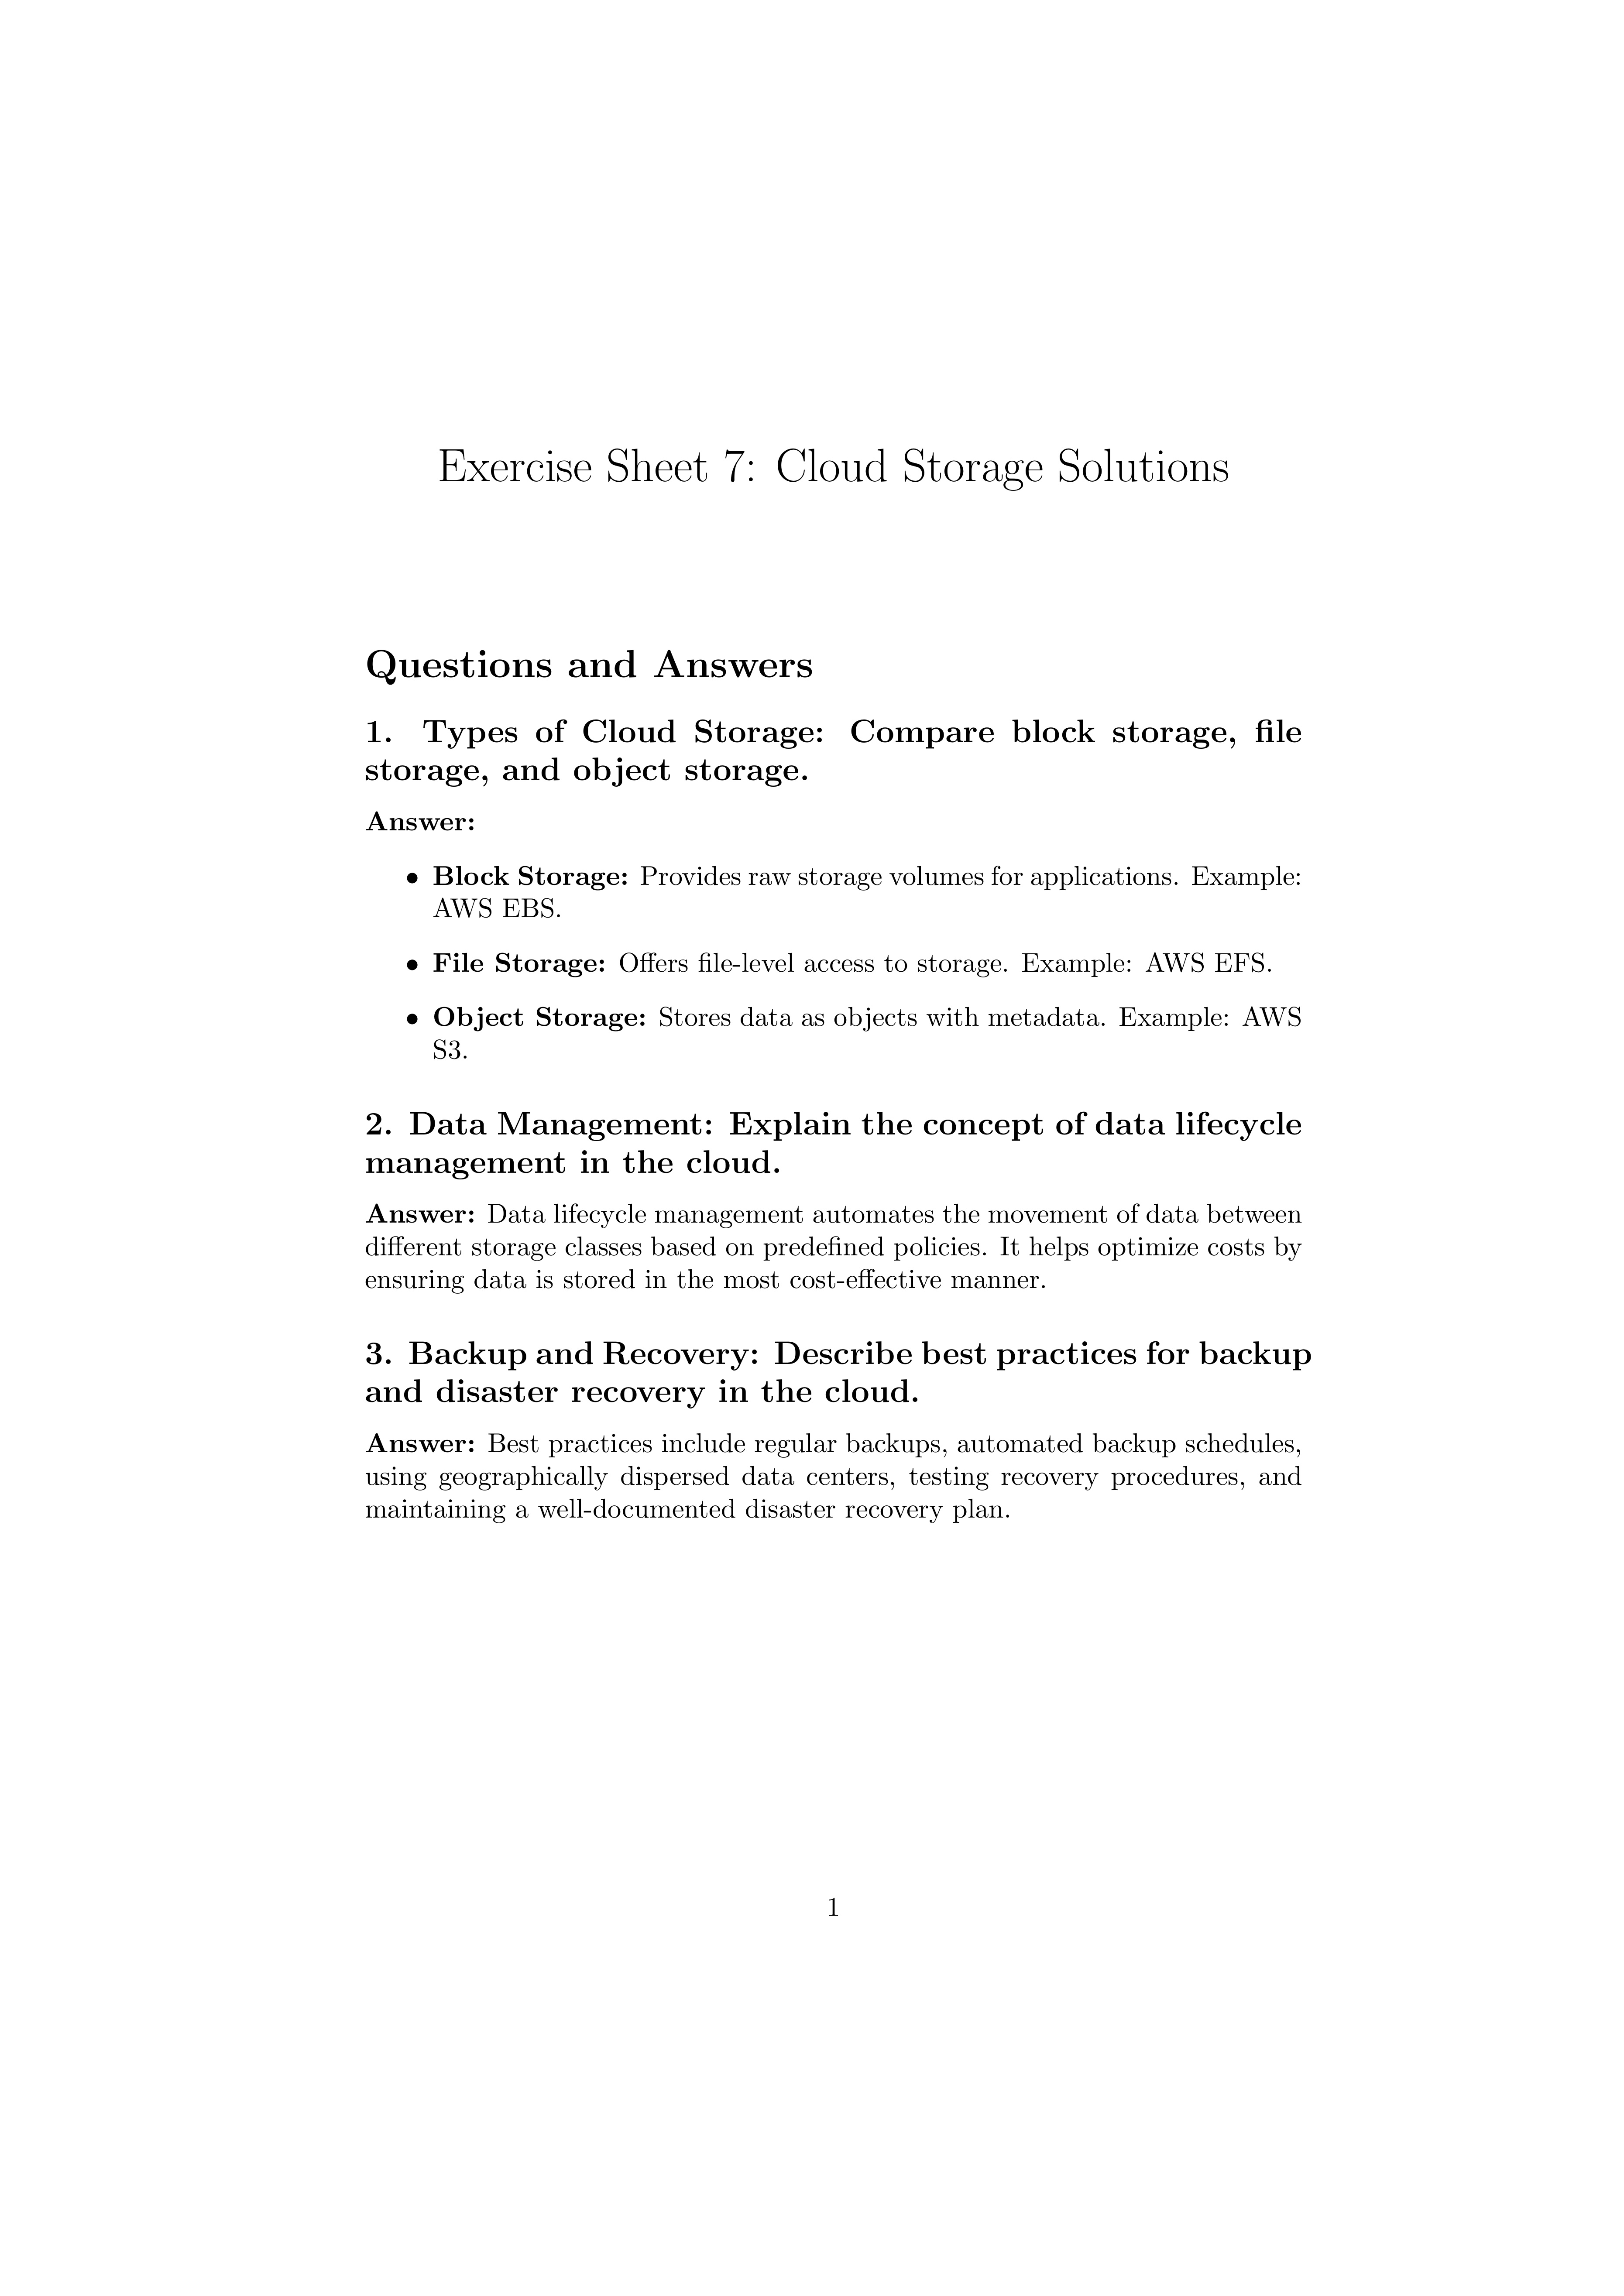 Exercise Sheet 7: Cloud Storage Solutions
Questions and Answers
1. Types of Cloud Storage: Compare block storage, file
storage, and object storage.
Answer:
• Block Storage: Provides raw storage volumes for applications. Example:
AWS EBS.
• File Storage: Offers file-level access to storage. Example: AWS EFS.
• Object Storage: Stores data as objects with metadata. Example: AWS
S3.
2. Data Management: Explain the concept of data lifecycle
management in the cloud.
Answer: Data lifecycle management automates the movement of data between
different storage classes based on predefined policies. It helps optimize costs by
ensuring data is stored in the most cost-effective manner.
3. Backup and Recovery: Describe best practices for backup
and disaster recovery in the cloud.
Answer: Best practices include regular backups, automated backup schedules,
using geographically dispersed data centers, testing recovery procedures, and
maintaining a well-documented disaster recovery plan.
1